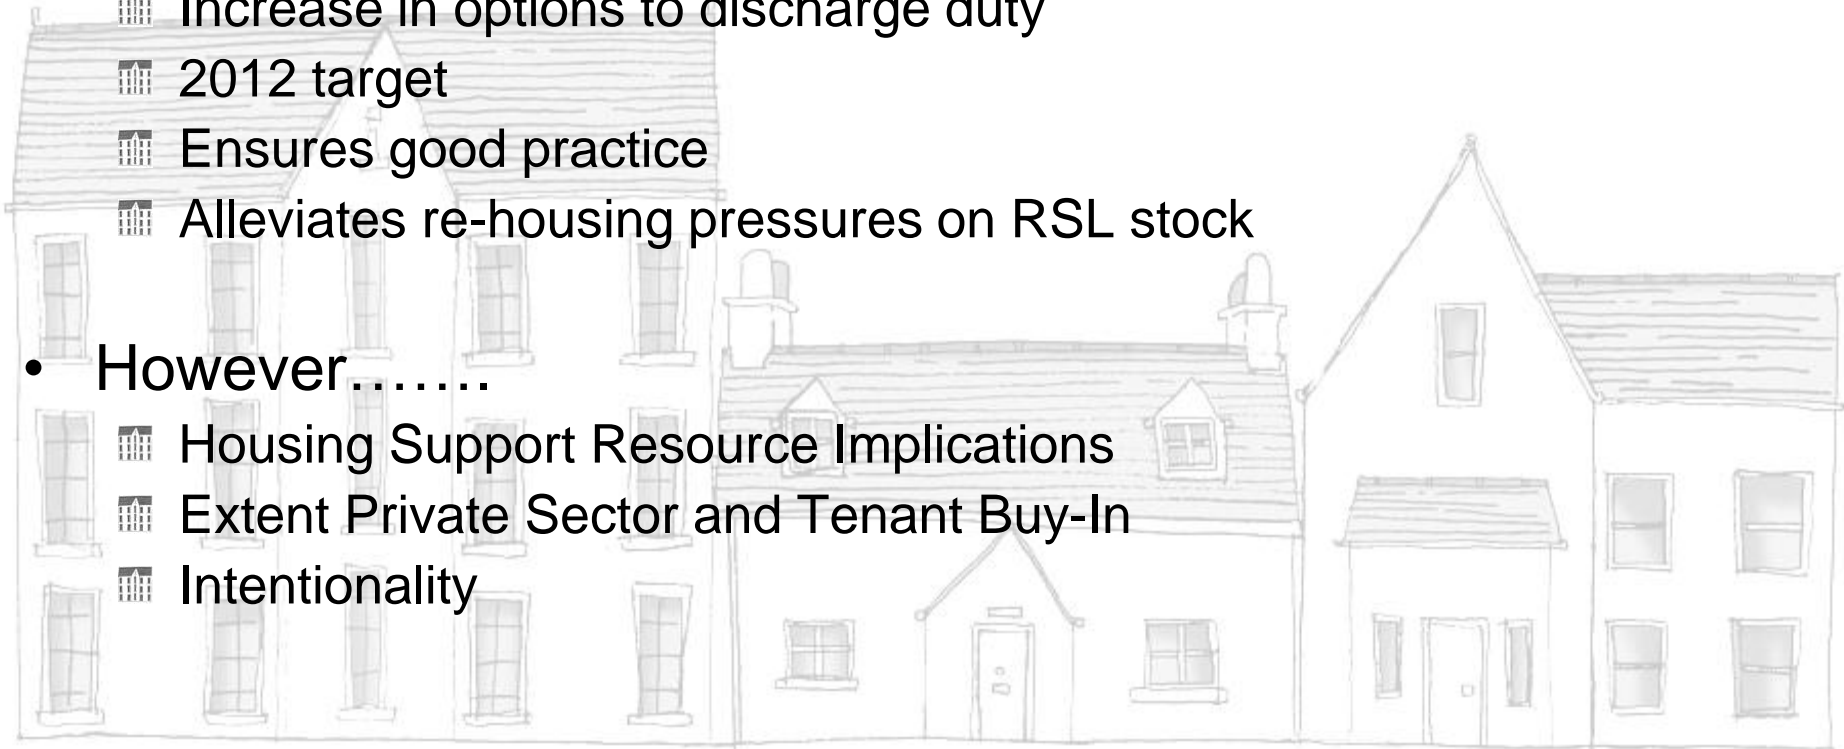 Increase in options to discharge duty
2012 target
Ensures good practice
Alleviates re-housing pressures on RSL stock
• However.......
Housing Support Resource Implications
Extent Private Sector and Tenant Buy-In
Intentionality